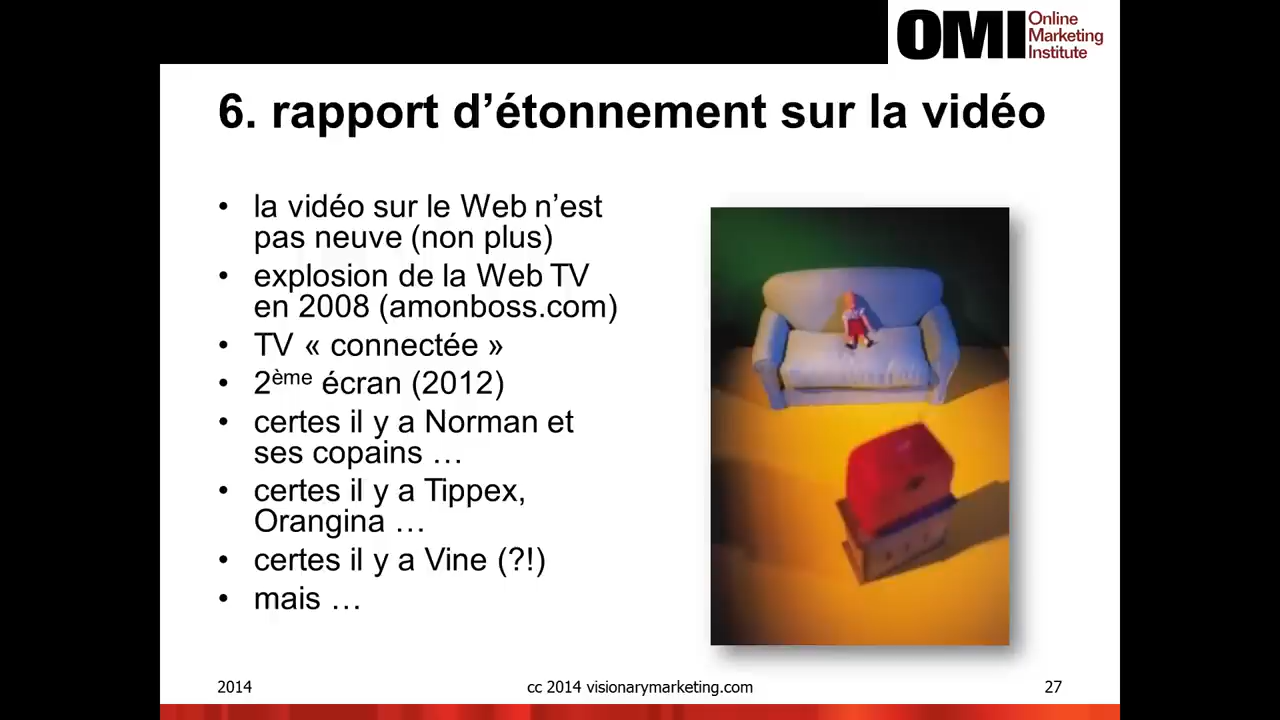 OMI Online
Marketing
Institute
6. rapport d’étonnement sur la vidéo
• la vidéo sur le Web n’est
pas neuve (non plus)
• explosion de la Web TV
en 2008 (amonboss.com)
• TV « connectée »
• 2ème écran (2012)
• certes il y a Norman et
ses copains …
• certes il y a Tippex,
Orangina …
• certes il y a Vine (?!)
• mais …
2014 cc 2014 visionarymarketing.com 27